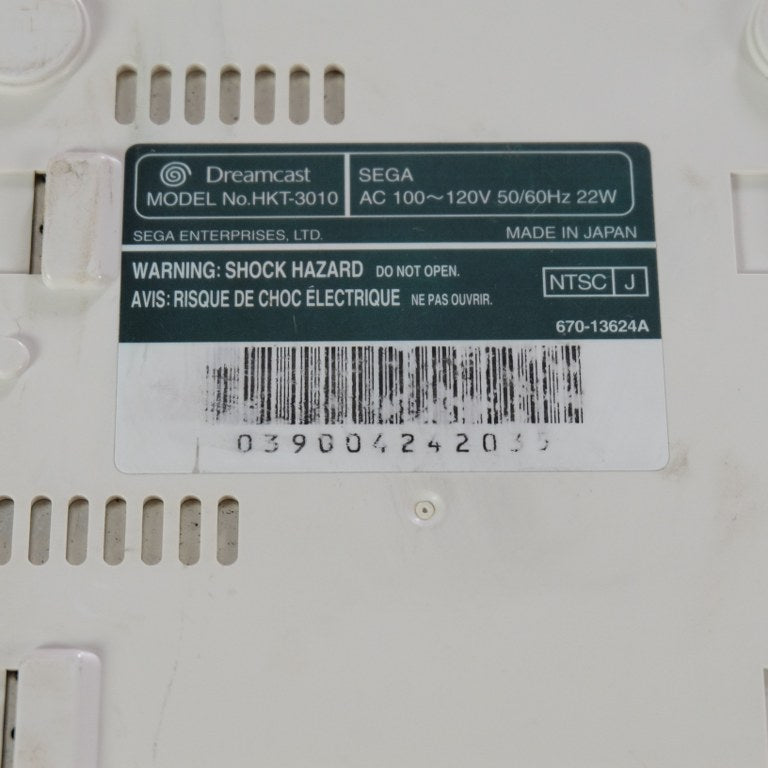 Dreamcast
MODEL No.HKT-3010
SEGA
AC 100～120V 50/60Hz 22W
SEGA ENTERPRISES, LTD.
MADE IN JAPAN
WARNING: SHOCK HAZARD DO NOT OPEN.
AVIS: RISQUE DE CHOC ÉLECTRIQUE NE PAS OUVRIR.
NTSC J
670-13624A